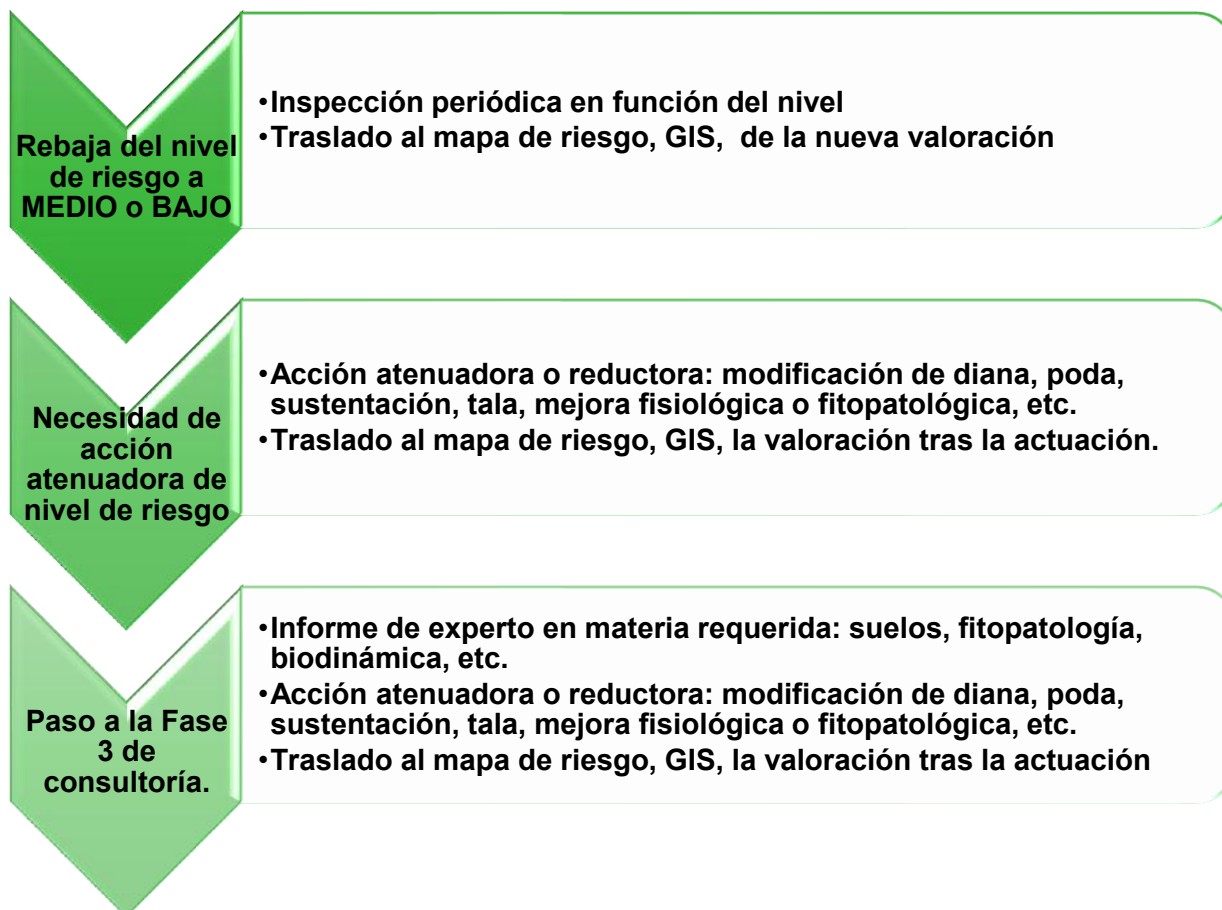 Rebaja del nivel
de riesgo a
MEDIO o BAJO
•Inspección periódica en función del nivel
•Traslado al mapa de riesgo, GIS,  de la nueva valoración
Necesidad de
acción
atenuadora de
nivel de riesgo
•Acción atenuadora o reductora: modificación de diana, poda,
sustentación, tala, mejora fisiológica o fitopatológica, etc.
•Traslado al mapa de riesgo, GIS, la valoración tras la actuación.
Paso a la Fase
3 de
consultoría.
•Informe de experto en materia requerida: suelos, fitopatología,
biodinámica, etc.
•Acción atenuadora o reductora: modificación de diana, poda,
sustentación, tala, mejora fisiológica o fitopatológica, etc.
•Traslado al mapa de riesgo, GIS, la valoración tras la actuación